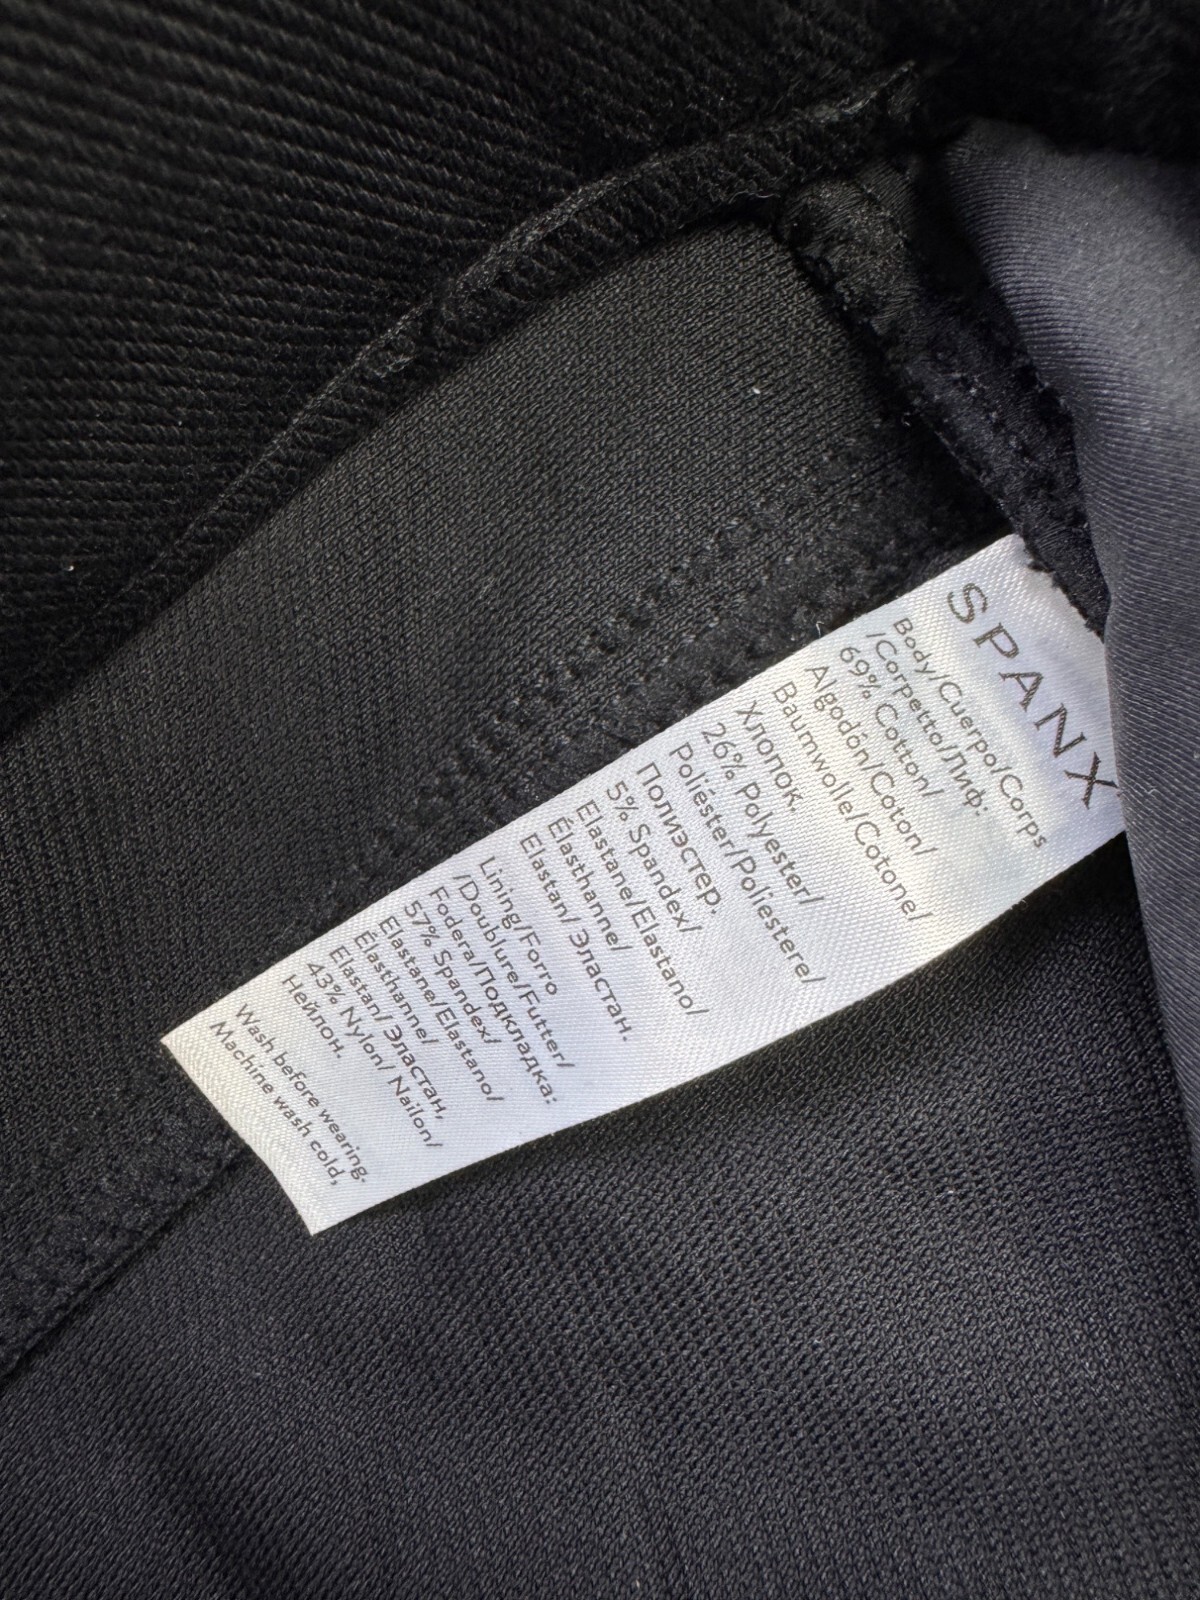 SPANX
Body/Cuerpo/Corps
/Corpetto/Лиф:
69% Cotton/
Algodón/Coton/
Baumwolle/Cotone/
Хлопок.
26% Polyester/
Poliéster/Poliestere/
Полиэстер.
5% Spandex/
Elastane/Elastano/
Élasthanne/
Elastan/ Эластан.
Lining/Forro
/Doublure/Futter/
Fodera/Подкладка:
57% Spandex/
Elastane/Elastano/
Élasthanne/
Elastan/ Эластан,
43% Nylon/ Nailon/
Нейлон.
Wash before wearing.
Machine wash cold,